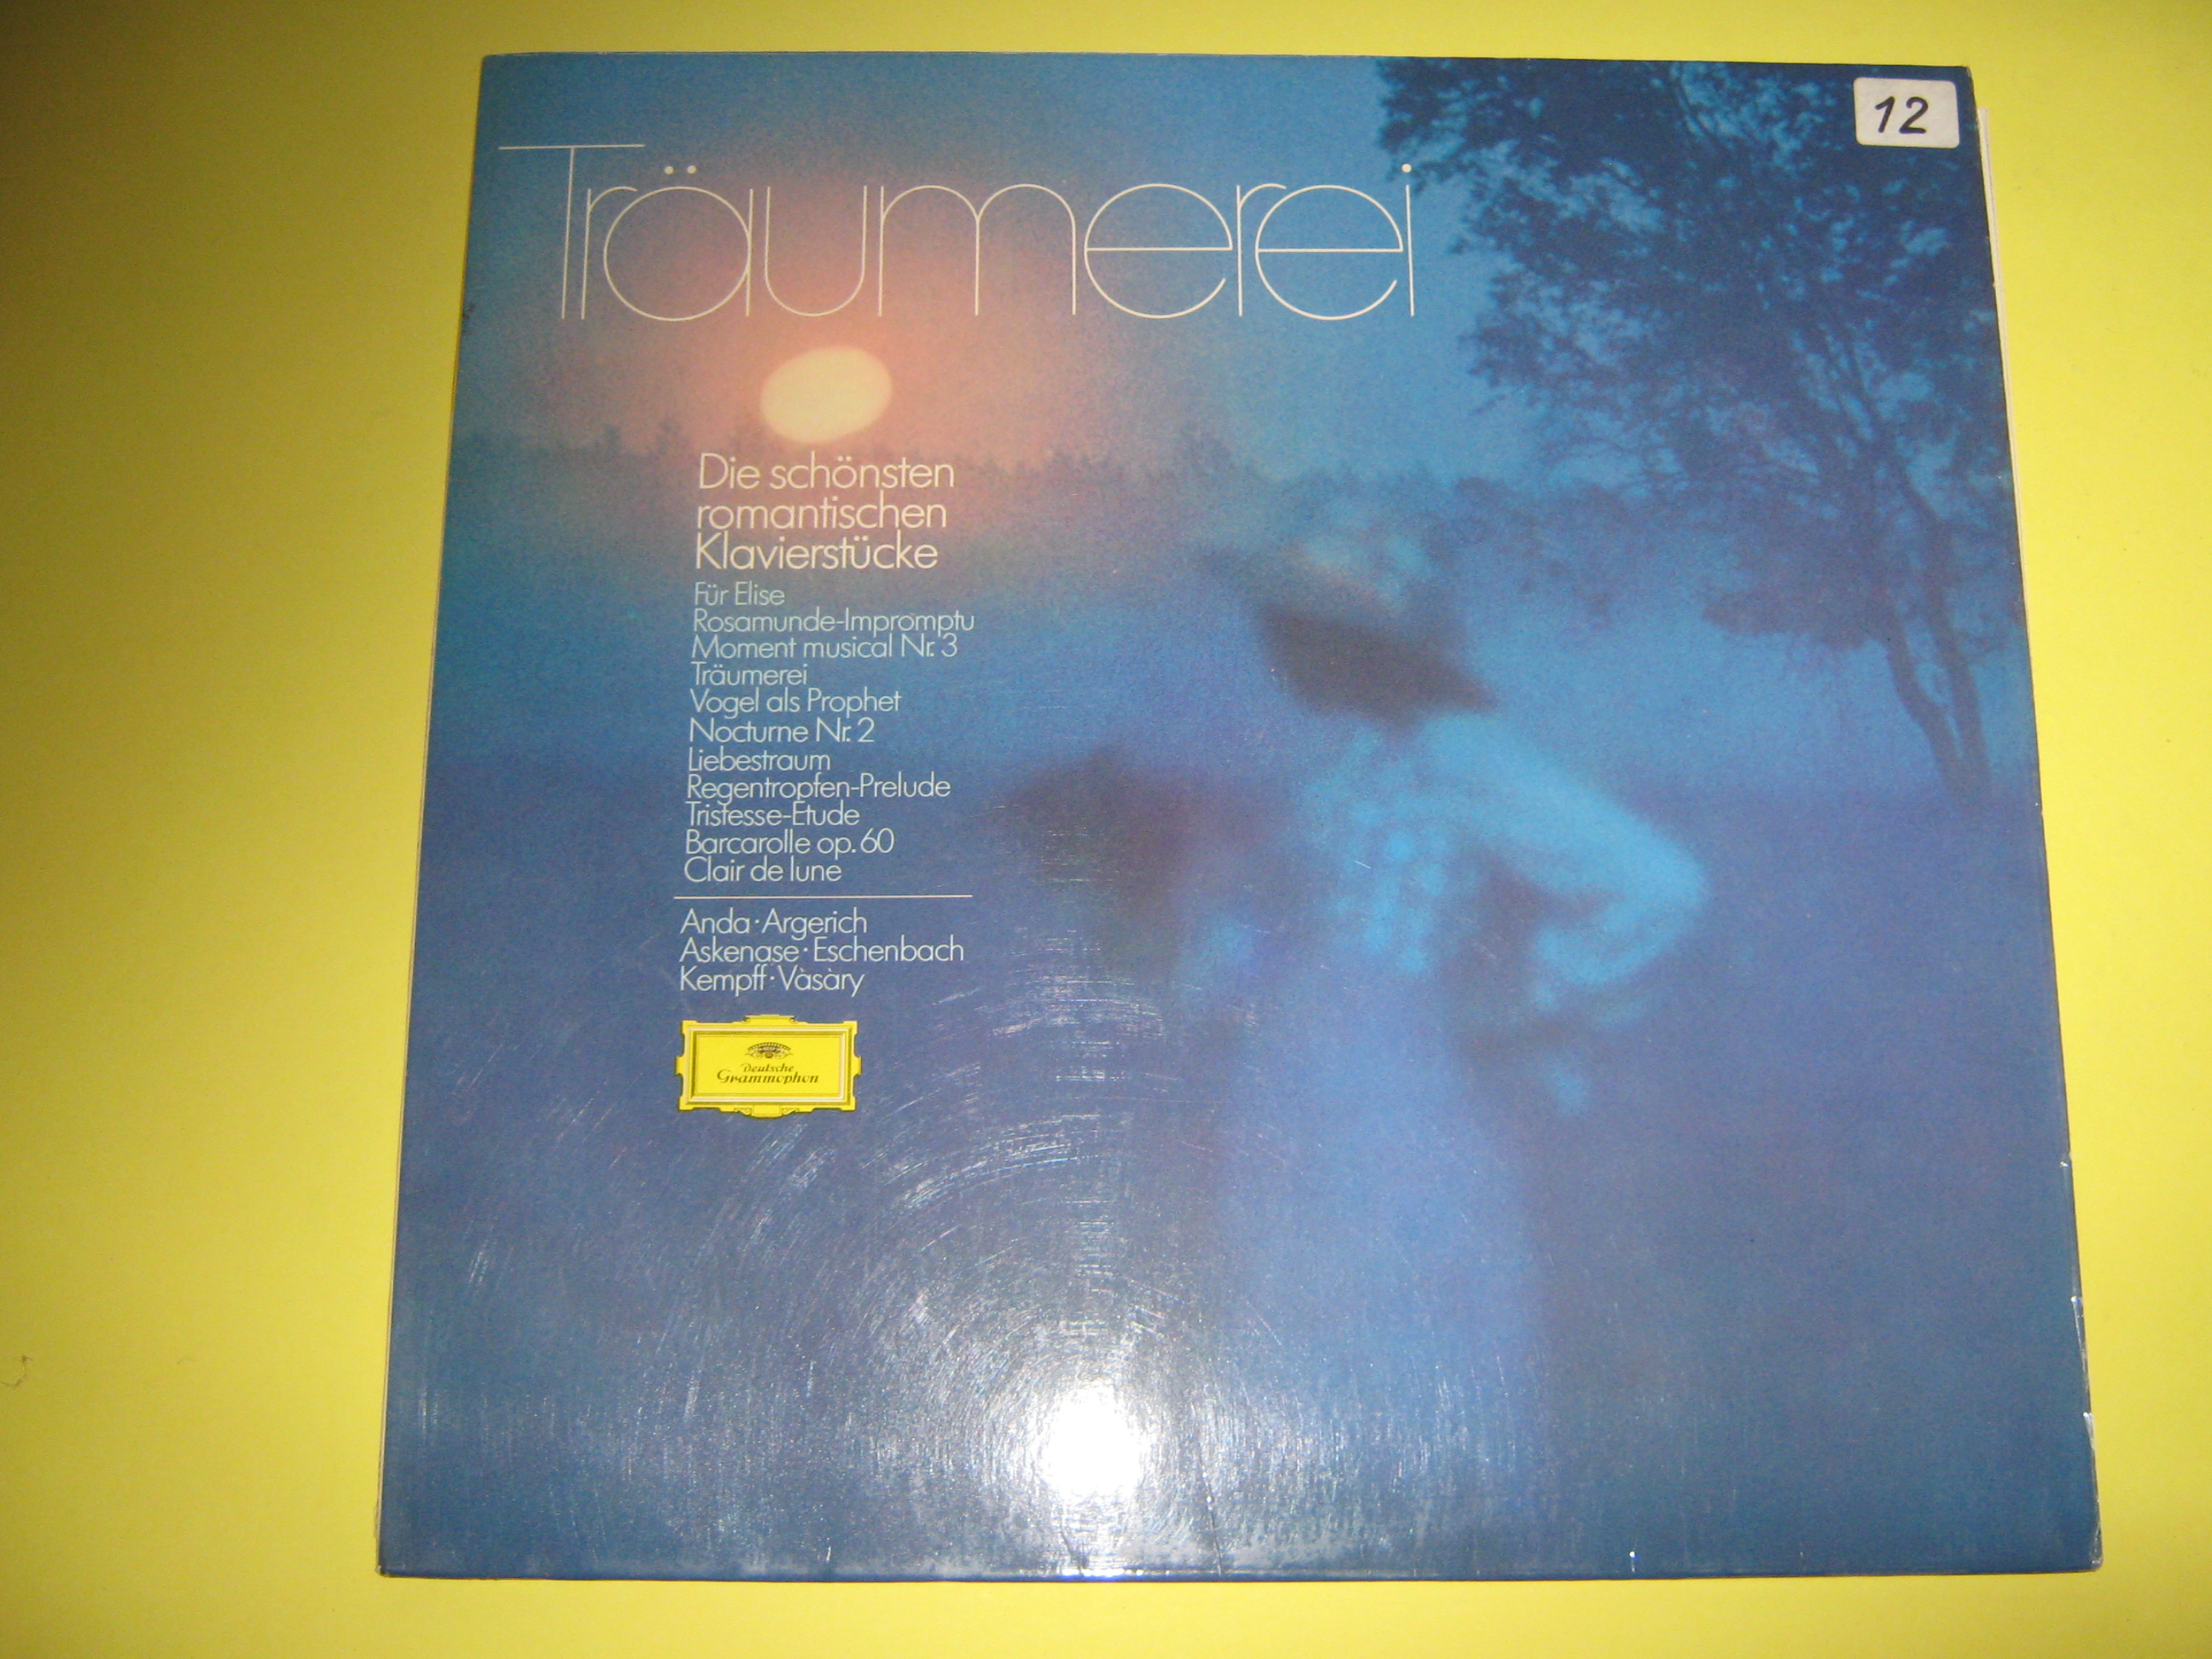 12
Träumerei
Die schönsten
romantischen
Klavierstücke
Für Elise
Rosamunde-Impromptu
Moment musical Nr. 3
Träumerei
Vogel als Prophet
Nocturne Nr. 2
Liebestraum
Regentropfen-Prelude
Tristesse-Etude
Barcarolle op. 60
Clair de lune
Anda · Argerich
Askenase · Eschenbach
Kempff · Vàsàry
Deutsche
Grammophon